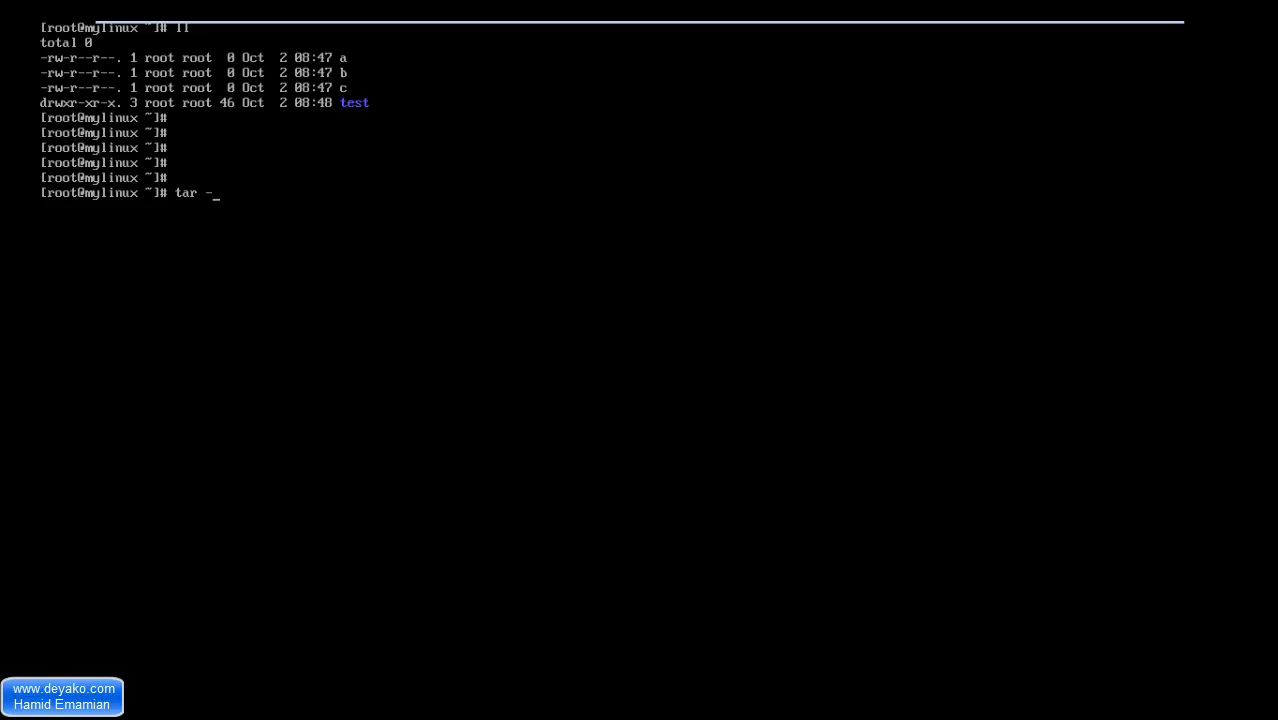 [root@mylinux ~]# ll
total 0
-rw-r--r--. 1 root root  0 Oct  2 08:47 a
-rw-r--r--. 1 root root  0 Oct  2 08:47 b
-rw-r--r--. 1 root root  0 Oct  2 08:47 c
drwxr-xr-x. 3 root root 46 Oct  2 08:48 test
[root@mylinux ~]#
[root@mylinux ~]#
[root@mylinux ~]#
[root@mylinux ~]#
[root@mylinux ~]#
[root@mylinux ~]# tar -_
www.deyako.com
Hamid Emamian